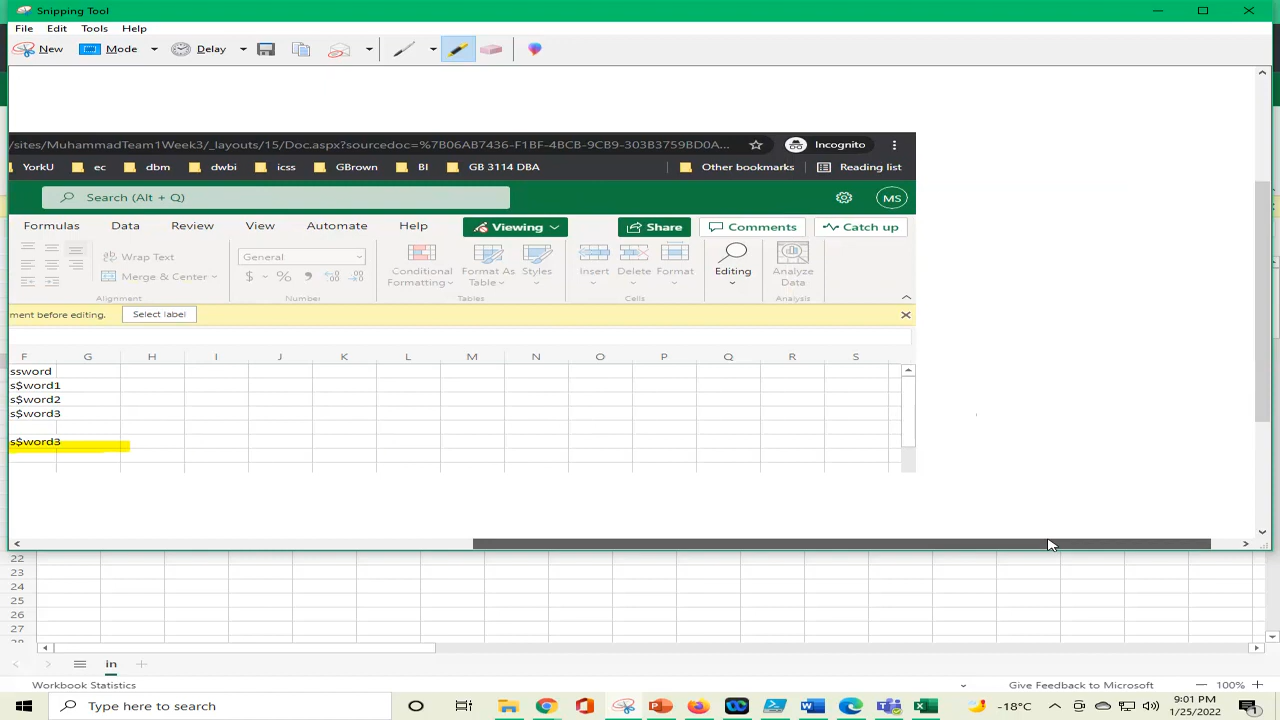 Snipping Tool
File Edit Tools Help
New Mode Delay
/sites/MuhammadTeam1Week3/_layouts/15/Doc.aspx?sourcedoc=%7B06AB7436-F1BF-4BCB-9CB9-303B3759BD0A... Incognito
YorkU ec dbm dwbi icss GBrown BI GB 3114 DBA Other bookmarks Reading list
Search (Alt + Q) MS
Formulas Data Review View Automate Help Viewing Share Comments Catch up
Wrap Text General Conditional Formatting Format As Table Styles Insert Delete Format Editing Analyze Data
Merge & Center $ %
Alignment Number Tables Cells Analysis
ment before editing. Select label
F G H I J K L M N O P Q R S
ssword
s$word1
s$word2
s$word3
s$word3
22
23
24
25
26
27
28
in
Workbook Statistics Give Feedback to Microsoft 100%
Type here to search -18°C 9:01 PM
1/25/2022 1